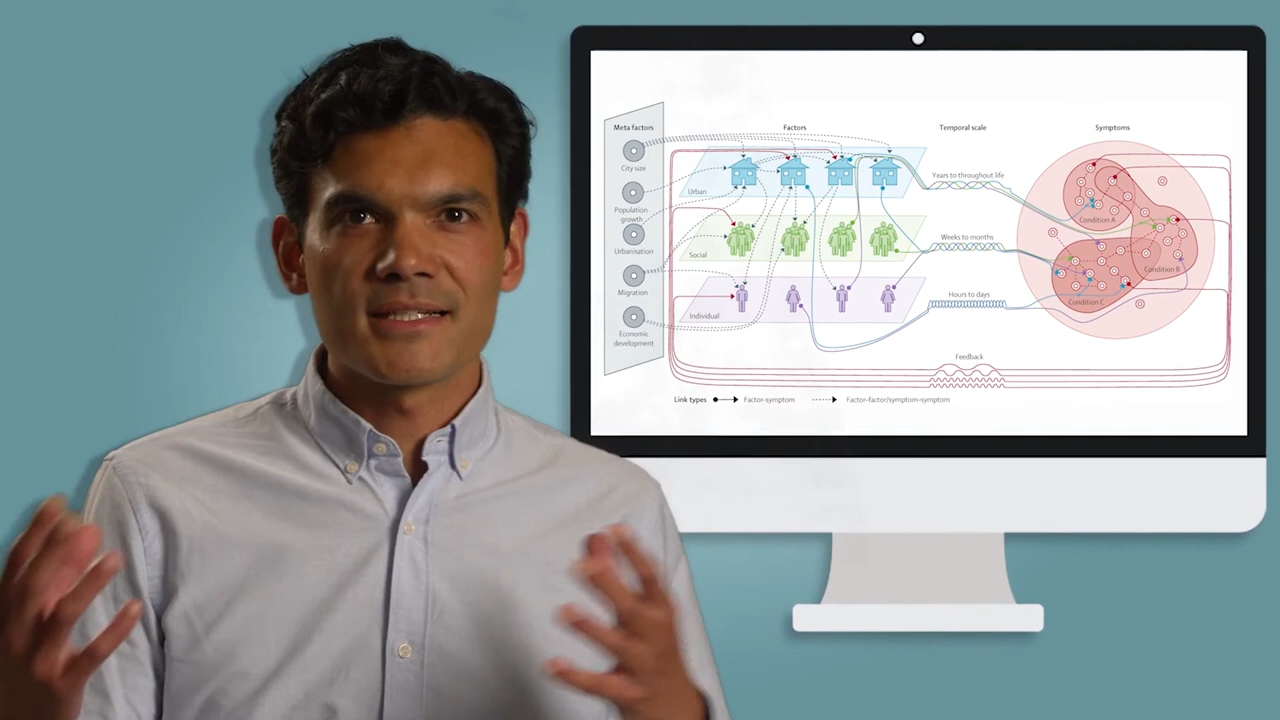 Meta factors
City size
Population
growth
Urbanisation
Migration
Economic
development
Factors
Urban
Social
Individual
Temporal scale
Years to throughout life
Weeks to months
Hours to days
Symptoms
Condition A
Condition B
Condition C
Feedback
Link types
Factor-symptom
Factor-factor/symptom-symptom